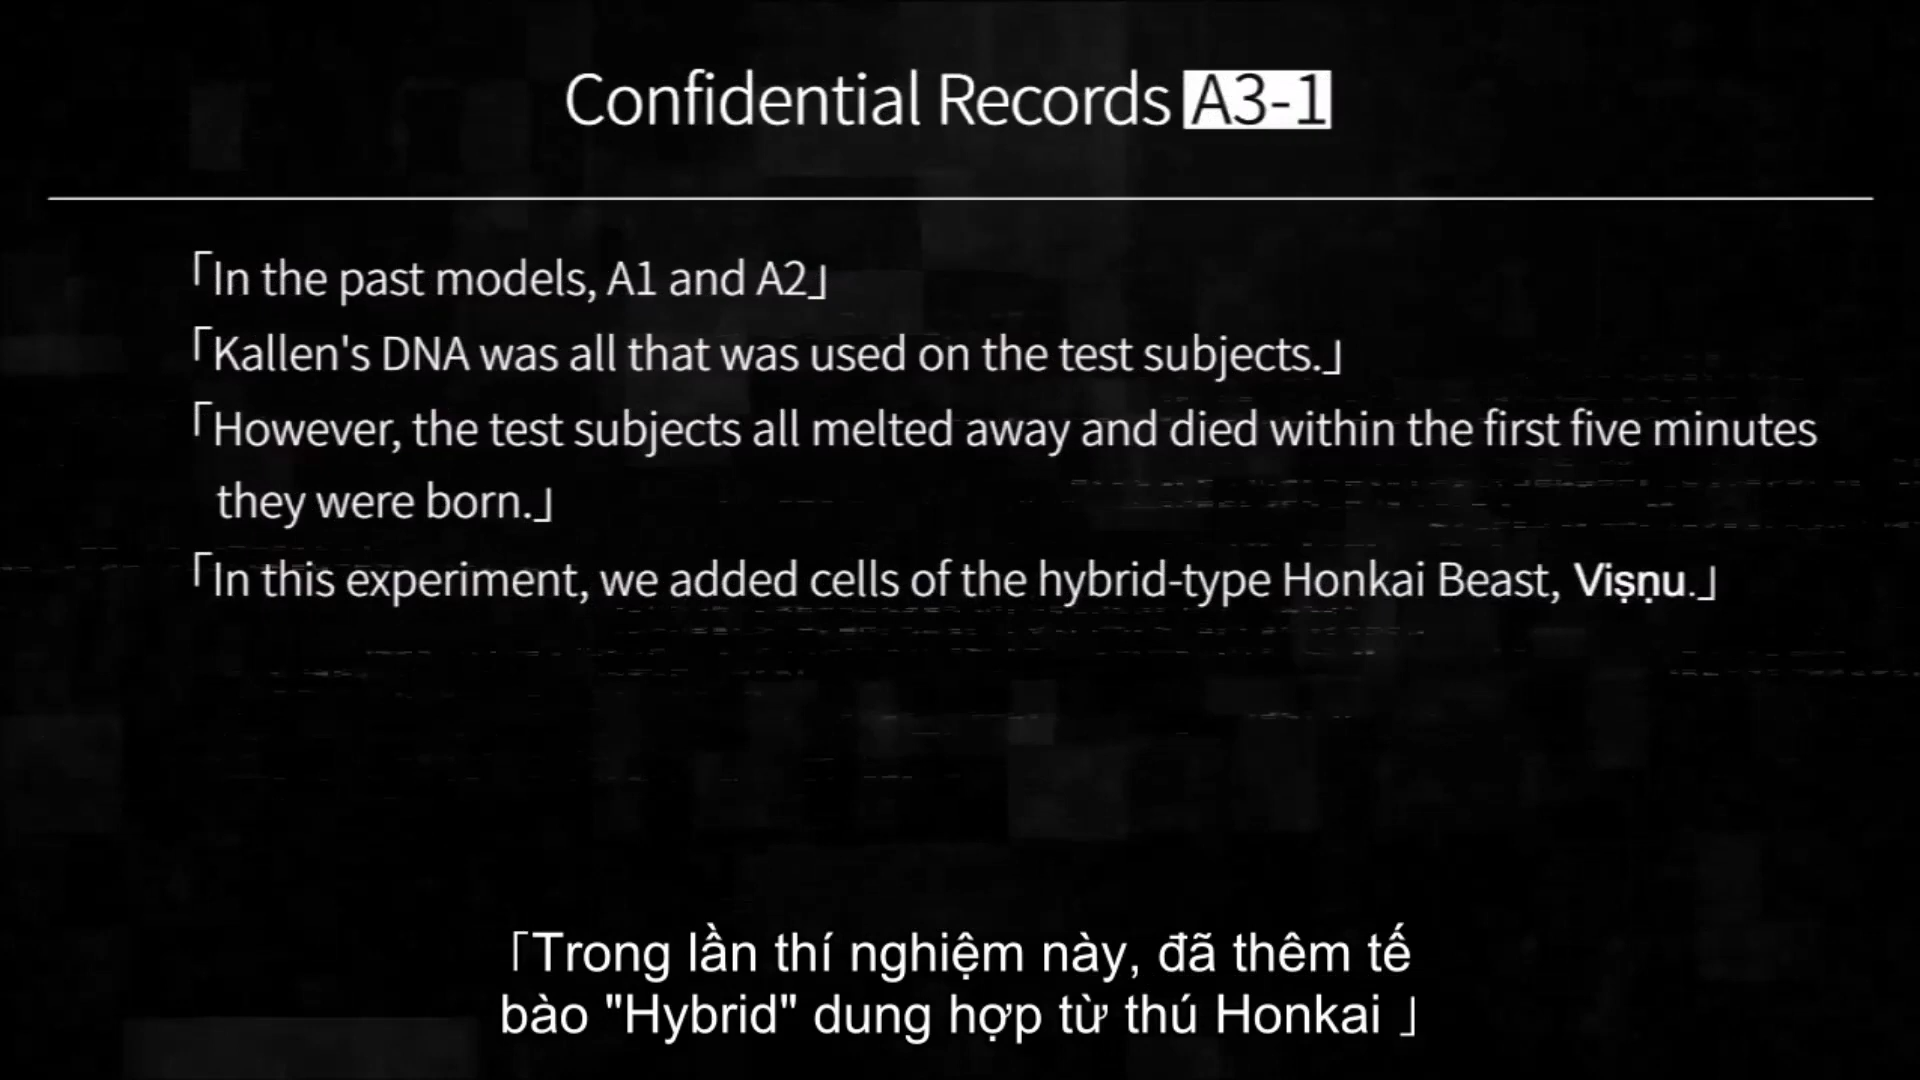 Confidential Records A3-1
「In the past models, A1 and A2」
「Kallen's DNA was all that was used on the test subjects.」
「However, the test subjects all melted away and died within the first five minutes
they were born.」
「In this experiment, we added cells of the hybrid-type Honkai Beast, Viṣṇu.」
「Trong lần thí nghiệm này, đã thêm tế
bào "Hybrid" dung hợp từ thú Honkai 」